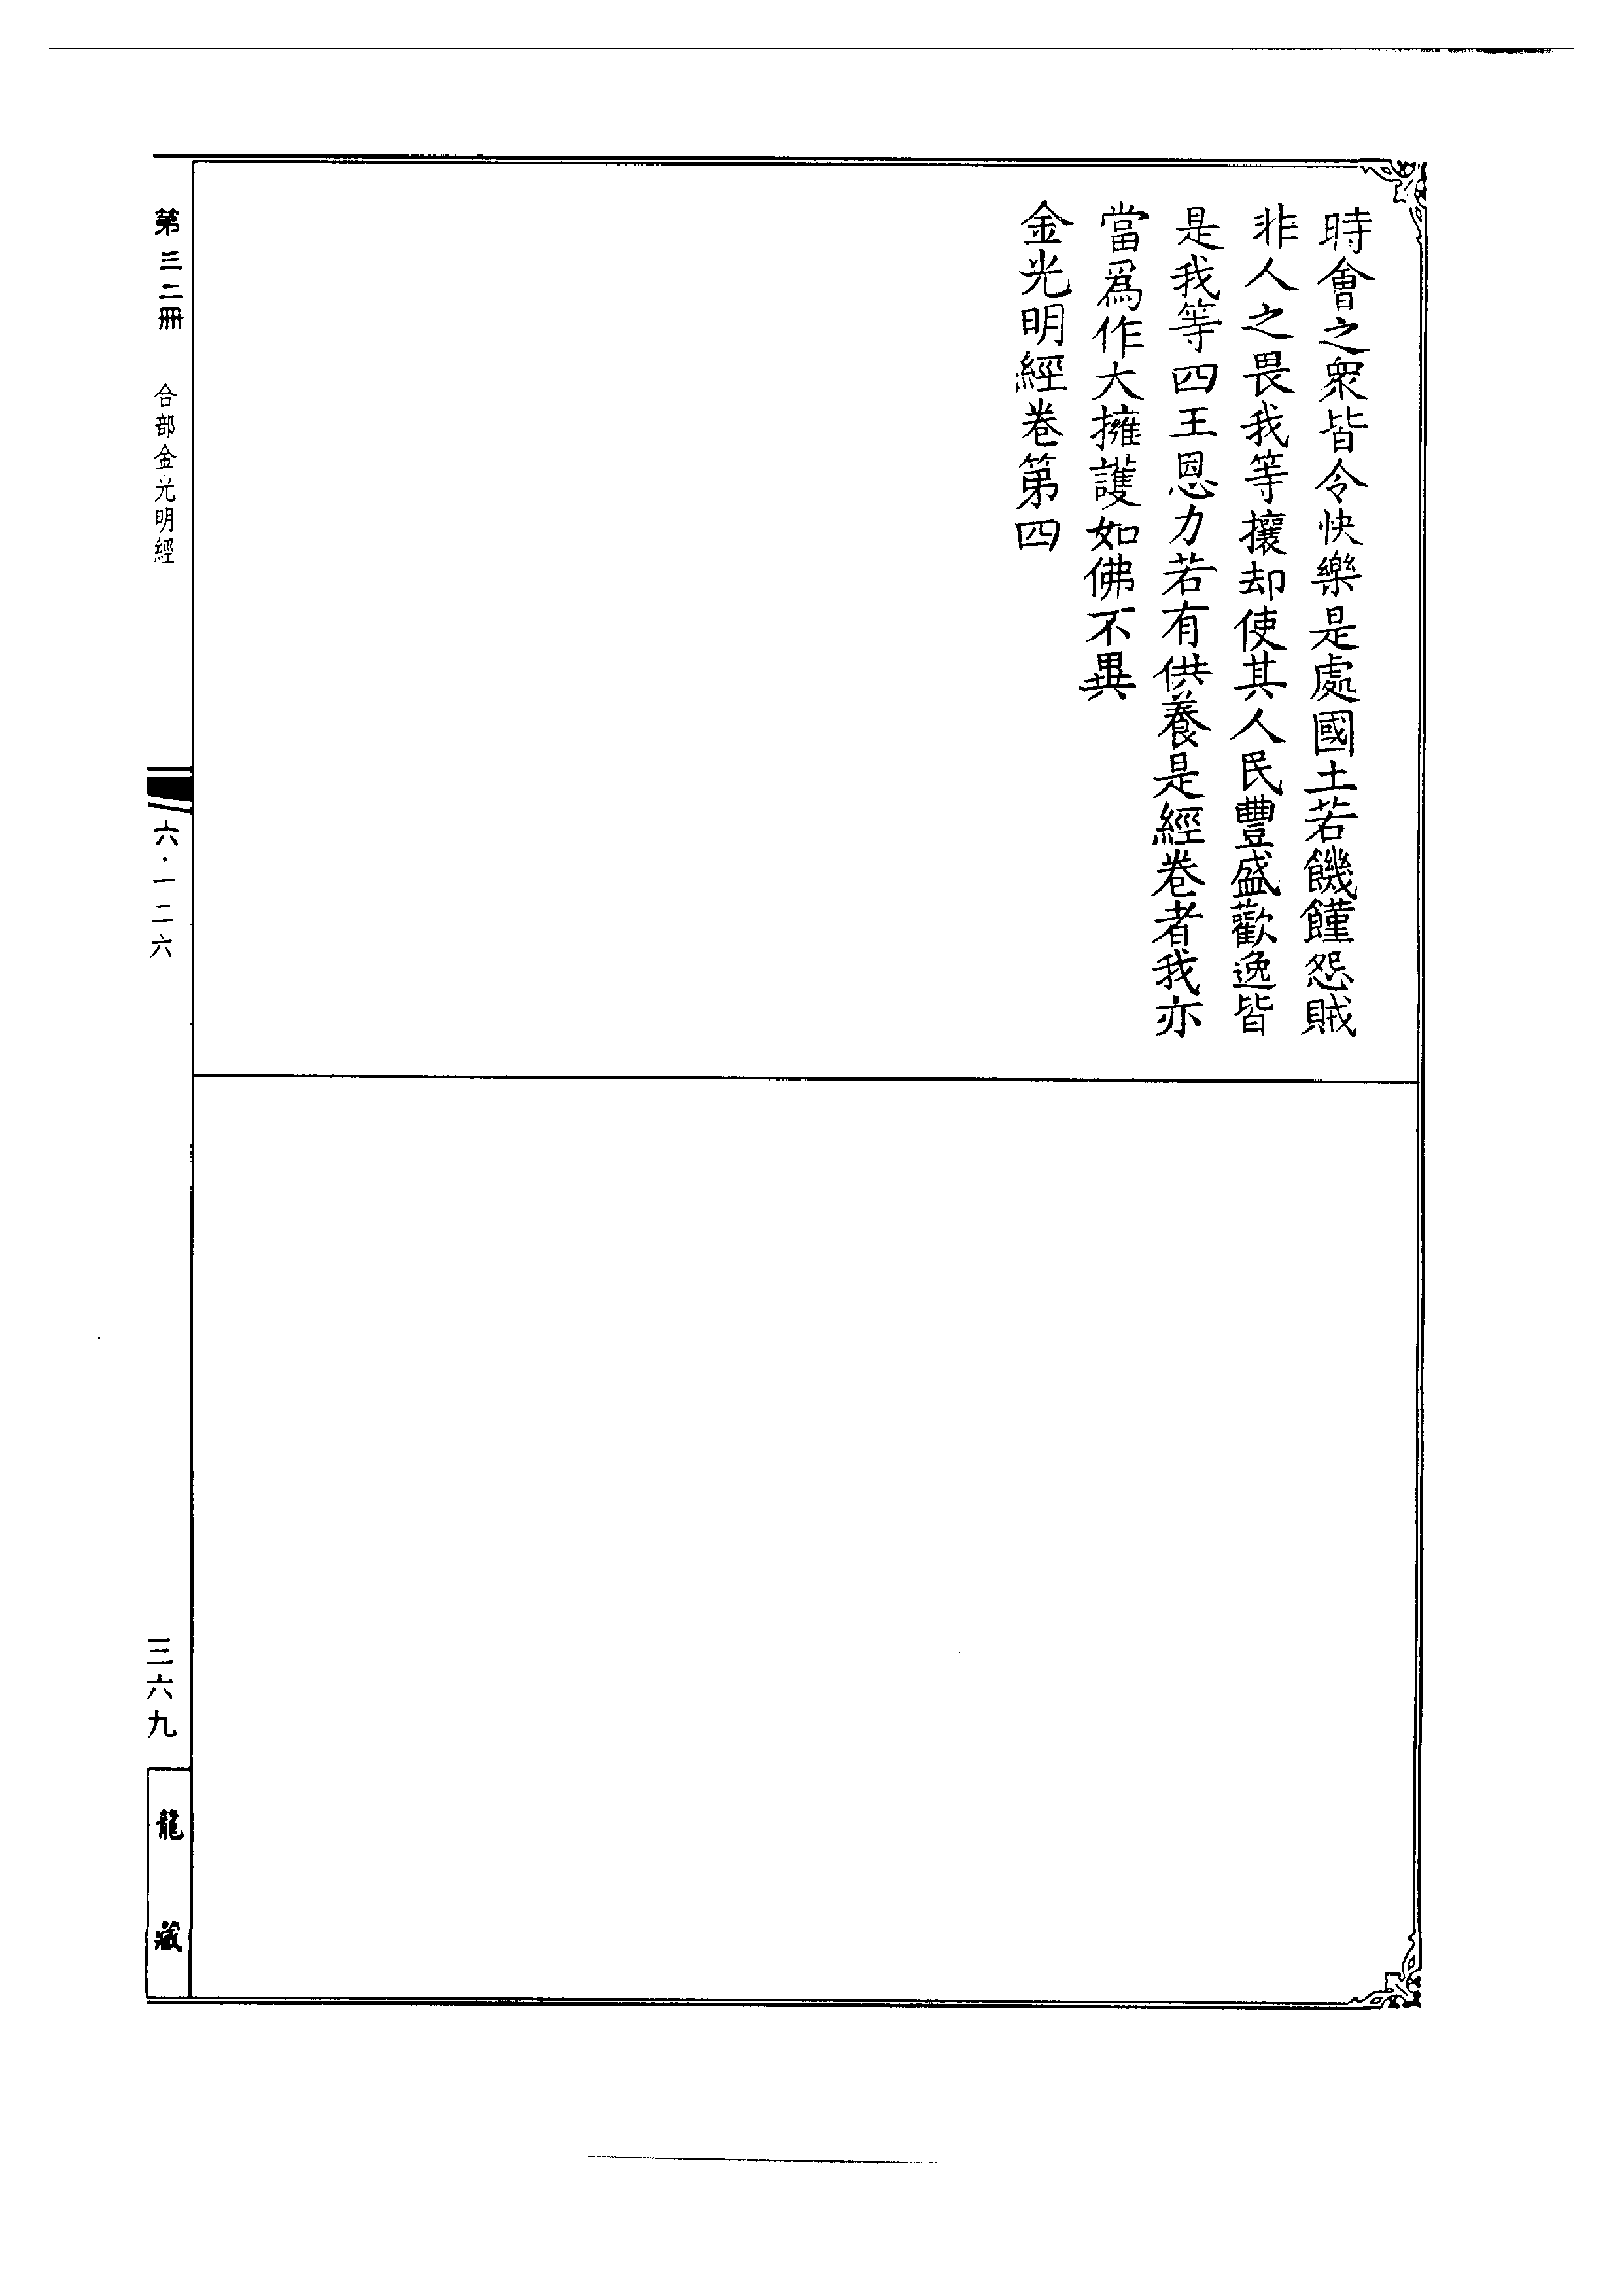 時會之衆皆令快樂是處國土若饑饉怨賊
非人之畏我等攘却使其人民豐盛歡逸皆
是我等四王恩力若有供養是經卷者我亦
當爲作大擁護如佛不異
金光明經卷第四
第三二冊 合部金光明經
六·一二六
三六九
龍藏